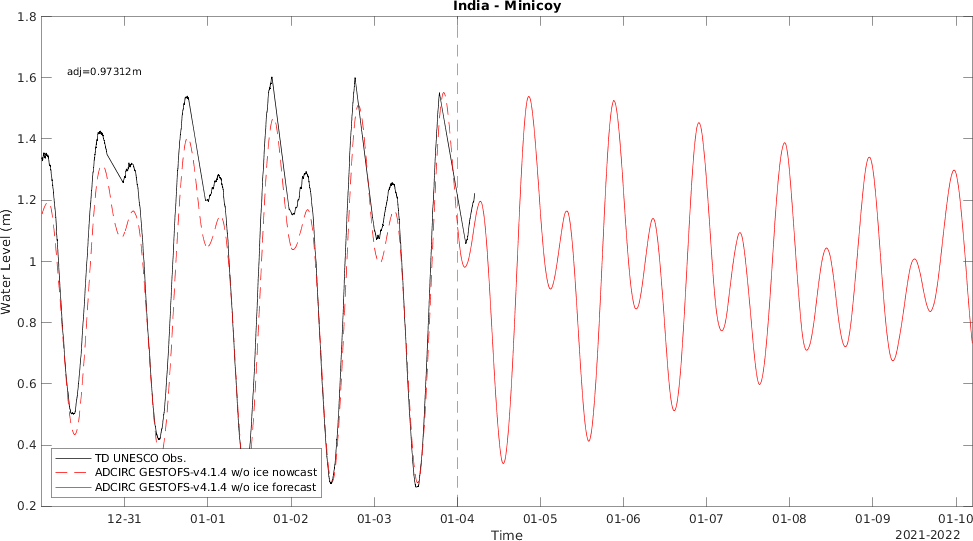 India - Minicoy
1.8
1.6
1.4
1.2
1
0.8
0.6
0.4
0.2
Water Level (m)
adj=0.97312m
TD UNESCO Obs.
ADCIRC GESTOFS-v4.1.4 w/o ice nowcast
ADCIRC GESTOFS-v4.1.4 w/o ice forecast
12-31 01-01 01-02 01-03 01-04 01-05 01-06 01-07 01-08 01-09 01-10
Time
2021-2022